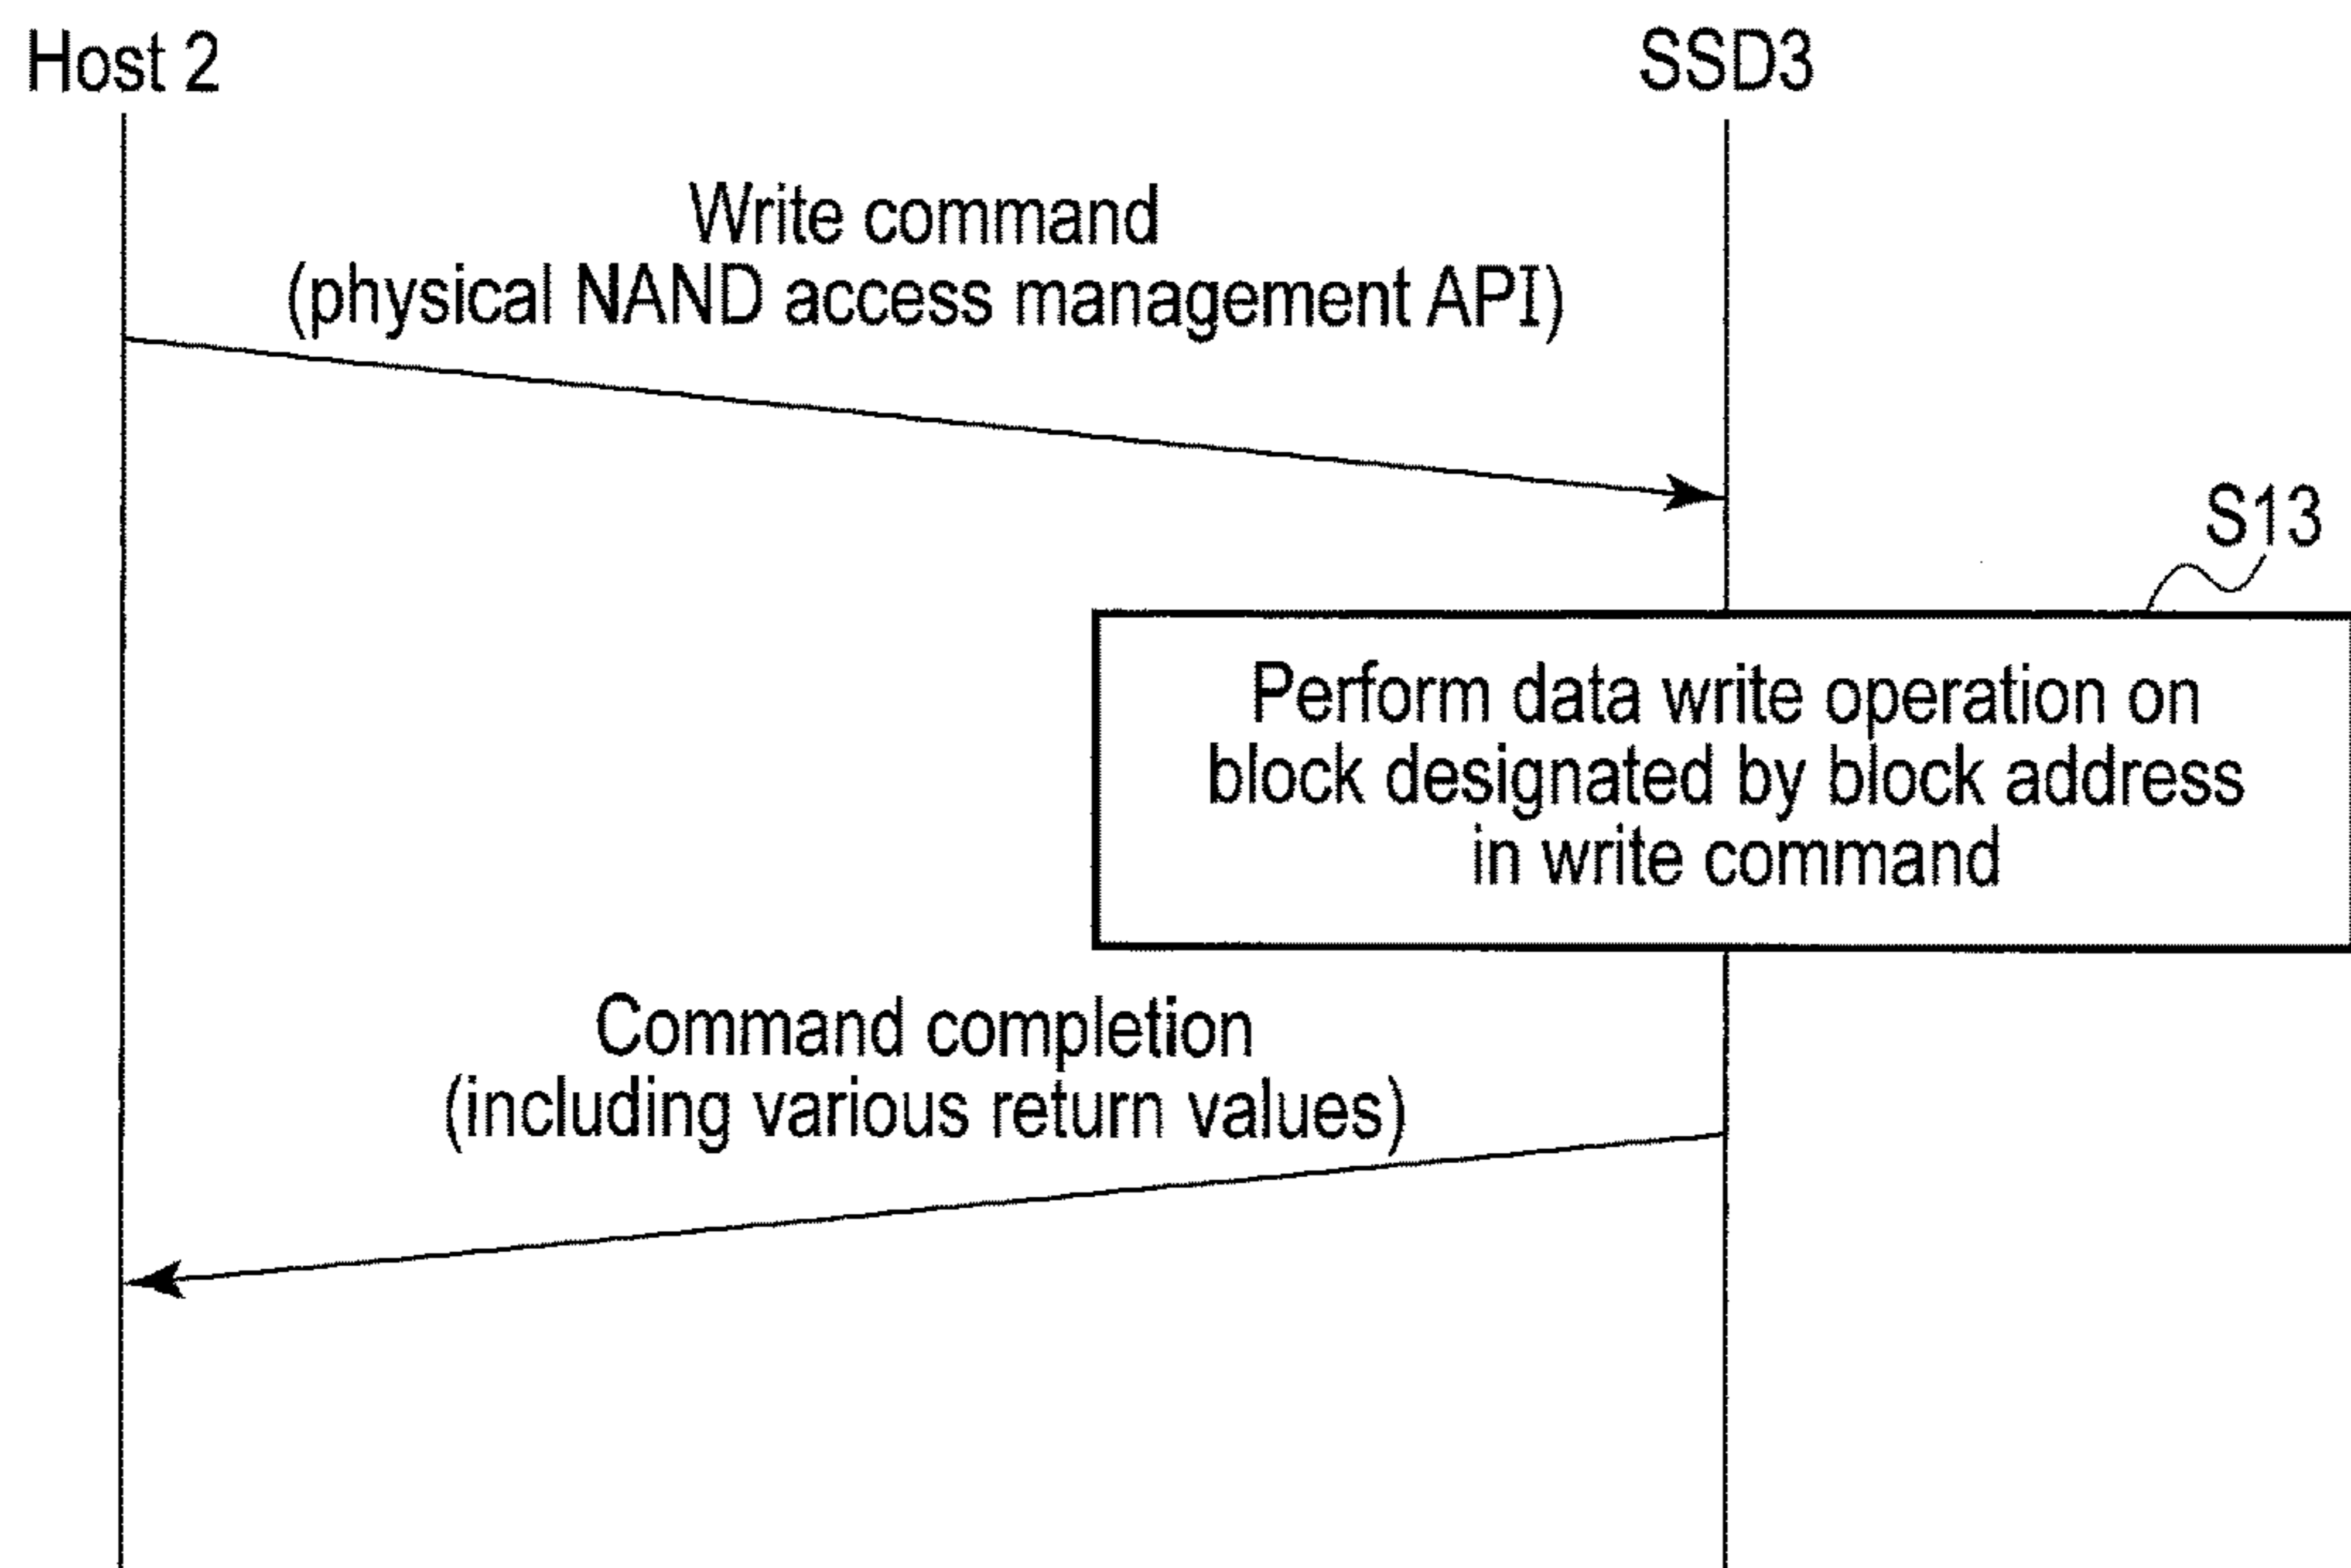 Host 2
SSD3
Write command
(physical NAND access management API)
S13
Perform data write operation on
block designated by block address
in write command
Command completion
(including various return values)